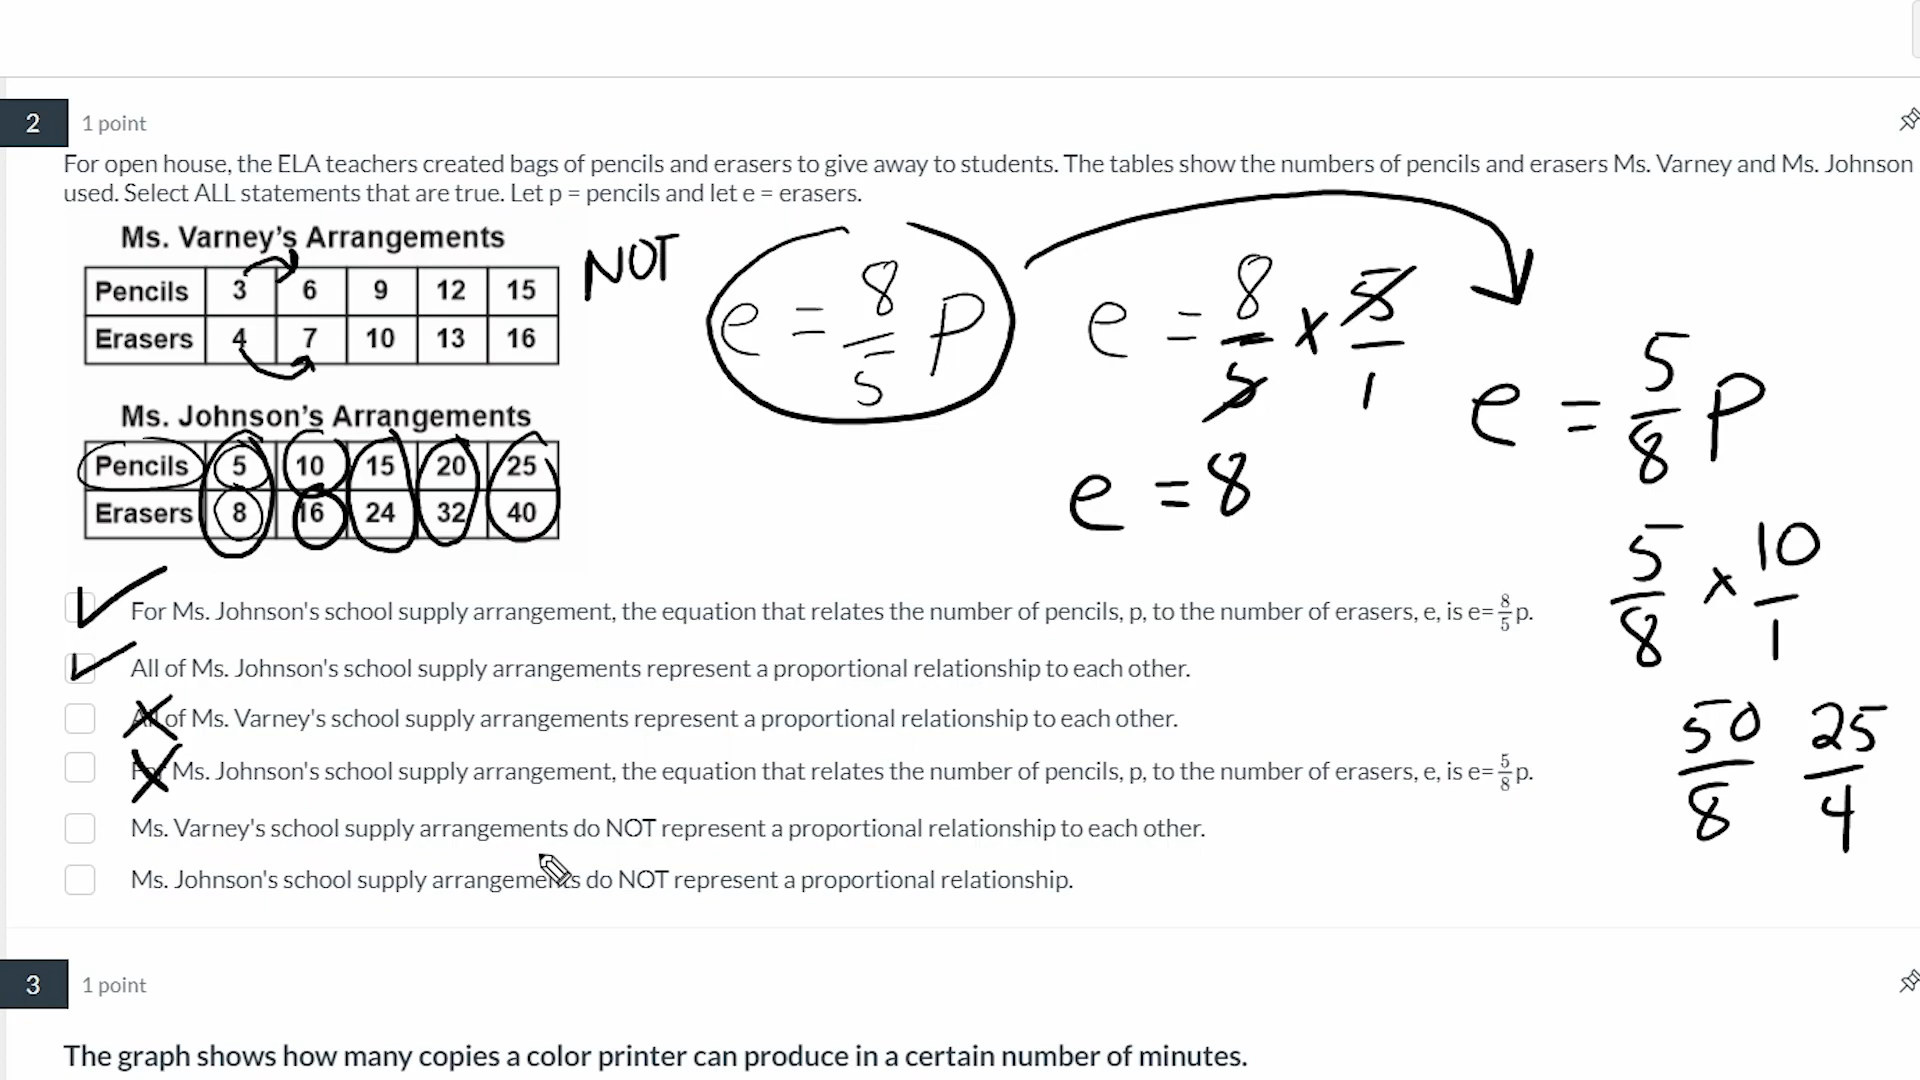 2 1 point
For open house, the ELA teachers created bags of pencils and erasers to give away to students. The tables show the numbers of pencils and erasers Ms. Varney and Ms. Johnson
used. Select ALL statements that are true. Let p = pencils and let e = erasers.
Ms. Varney's Arrangements
Pencils 3 6 9 12 15
Erasers 4 7 10 13 16
NOT
e = 8/5 p
e = 8/5 x 5/1
e = 8
e = 5/8 p
5/8 x 10/1
50/8 25/4
Ms. Johnson's Arrangements
Pencils 5 10 15 20 25
Erasers 8 16 24 32 40
For Ms. Johnson's school supply arrangement, the equation that relates the number of pencils, p, to the number of erasers, e, is e=8/5p.
All of Ms. Johnson's school supply arrangements represent a proportional relationship to each other.
All of Ms. Varney's school supply arrangements represent a proportional relationship to each other.
For Ms. Johnson's school supply arrangement, the equation that relates the number of pencils, p, to the number of erasers, e, is e=5/8p.
Ms. Varney's school supply arrangements do NOT represent a proportional relationship to each other.
Ms. Johnson's school supply arrangements do NOT represent a proportional relationship.
3 1 point
The graph shows how many copies a color printer can produce in a certain number of minutes.